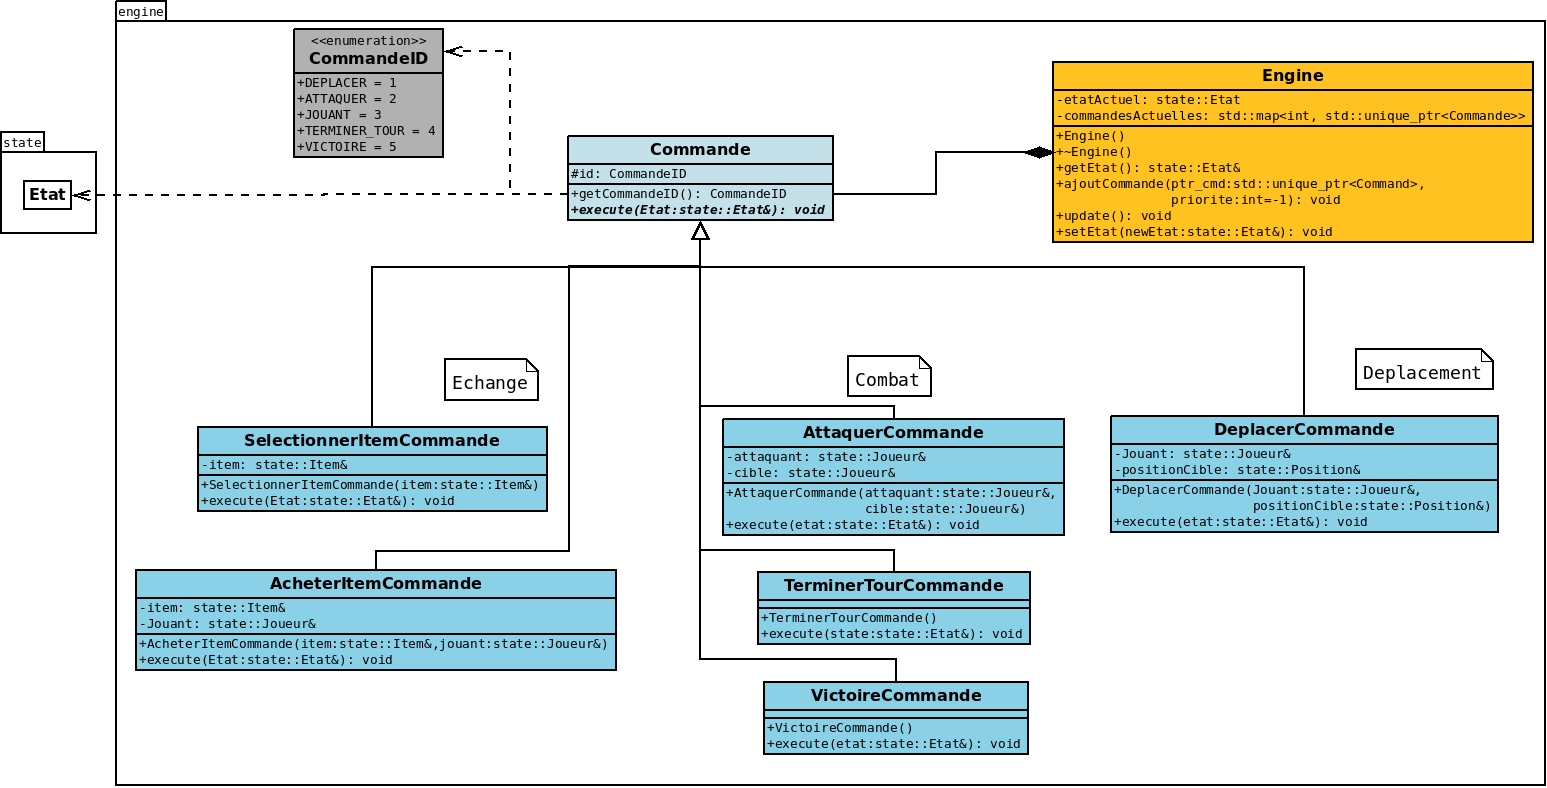 engine
<<enumeration>>
CommandeID
+DEPLACER = 1
+ATTAQUER = 2
+JOUANT = 3
+TERMINER_TOUR = 4
+VICTOIRE = 5
Engine
-etatActuel: state::Etat
-commandesActuelles: std::map<int, std::unique_ptr<Commande>>
+Engine()
+~Engine()
+getEtat(): state::Etat&
+ajoutCommande(ptr_cmd:std::unique_ptr<Command>,
priorite:int=-1): void
+update(): void
+setEtat(newEtat:state::Etat&): void
state
Etat
Commande
#id: CommandeID
+getCommandeID(): CommandeID
+execute(Etat:state::Etat&): void
Echange
Combat
Deplacement
SelectionnerItemCommande
-item: state::Item&
+SelectionnerItemCommande(item:state::Item&)
+execute(Etat:state::Etat&): void
AttaquerCommande
-attaquant: state::Joueur&
-cible: state::Joueur&
+AttaquerCommande(attaquant:state::Joueur&,
cible:state::Joueur&)
+execute(etat:state::Etat&): void
DeplacerCommande
-Jouant: state::Joueur&
-positionCible: state::Position&
+DeplacerCommande(Jouant:state::Joueur&,
positionCible:state::Position&)
+execute(etat:state::Etat&): void
AcheterItemCommande
-item: state::Item&
-Jouant: state::Joueur&
+AcheterItemCommande(item:state::Item&,jouant:state::Joueur&)
+execute(Etat:state::Etat&): void
TerminerTourCommande
+TerminerTourCommande()
+execute(state:state::Etat&): void
VictoireCommande
+VictoireCommande()
+execute(etat:state::Etat&): void